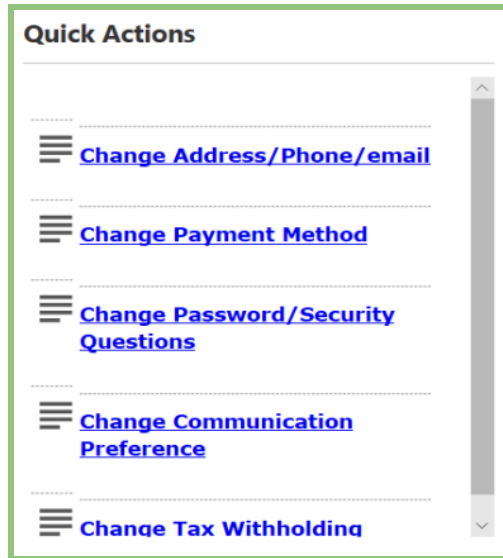 Quick Actions
Change Address/Phone/email
Change Payment Method
Change Password/Security
Questions
Change Communication
Preference
Change Tax Withholding